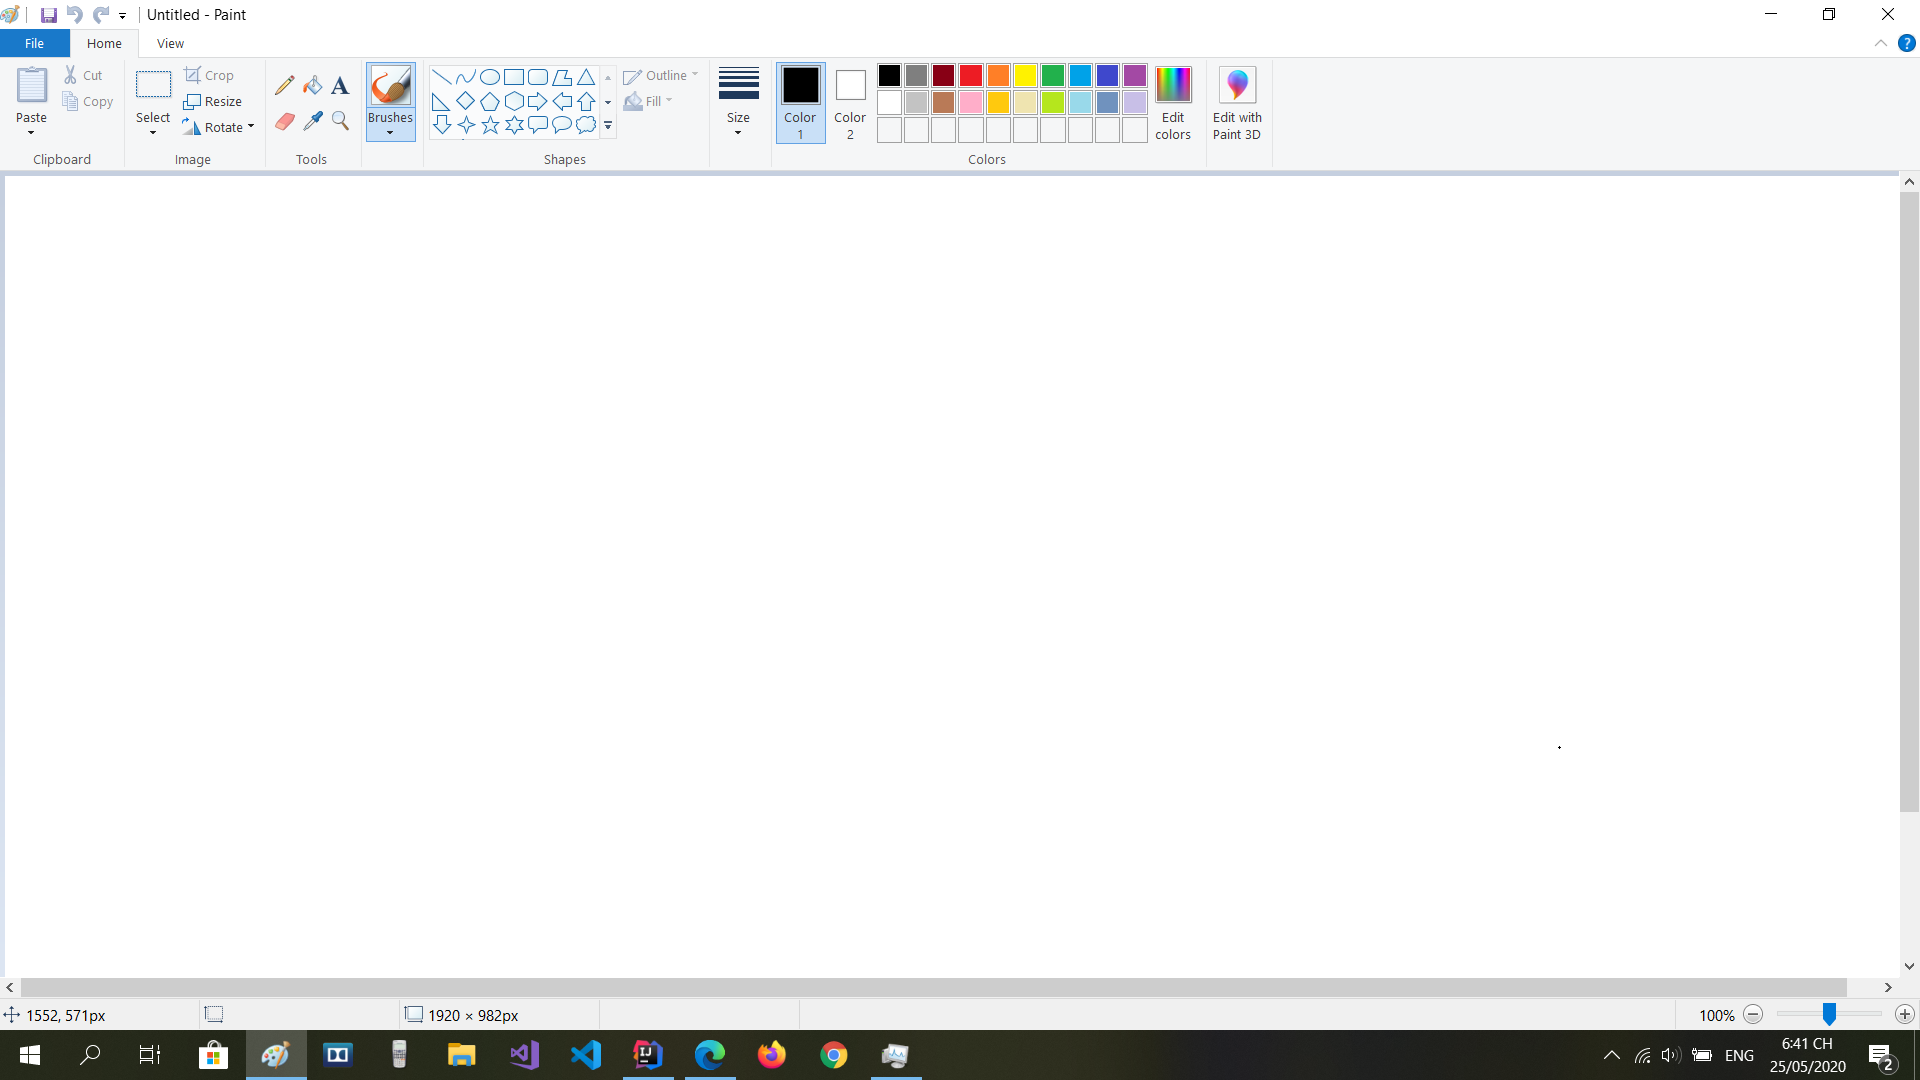 Untitled - Paint
File Home View
Paste Cut Copy Clipboard
Select Crop Resize Rotate Image
A Tools
Brushes
Outline Fill Shapes
Size
Color 1 Color 2 Edit colors Colors
Edit with Paint 3D
?
1552, 571px
1920 × 982px
100%
DD
IJ
ENG
6:41 CH
25/05/2020
2